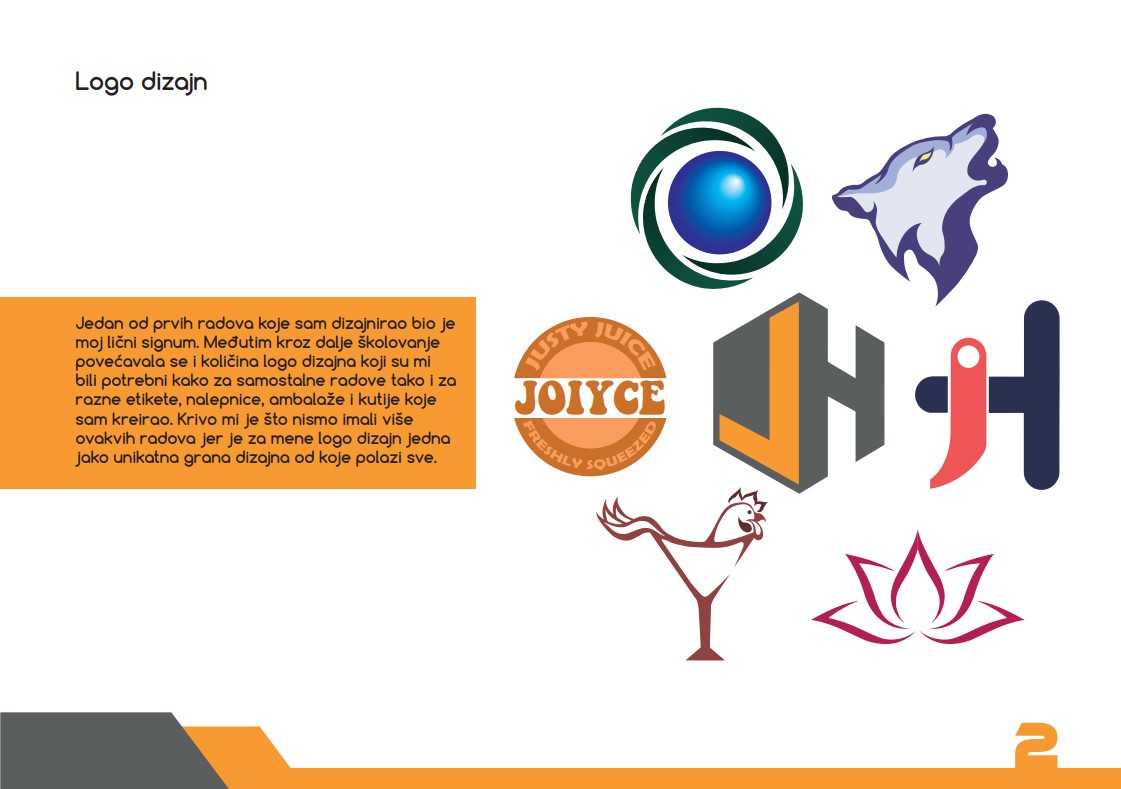 Logo dizajn
Jedan od prvih radova koje sam dizajnirao bio je
moj lični signum. Međutim kroz dalje školovanje
povećavala se i količina logo dizajna koji su mi
bili potrebni kako za samostalne radove tako i za
razne etikete, nalepnice, ambalaže i kutije koje
sam kreirao. Krivo mi je što nismo imali više
ovakvih radova jer je za mene logo dizajn jedna
jako unikatna grana dizajna od koje polazi sve.
JUSTY JUICE
JOIYCE
FRESHLY SQUEEZED
JH
jH
2